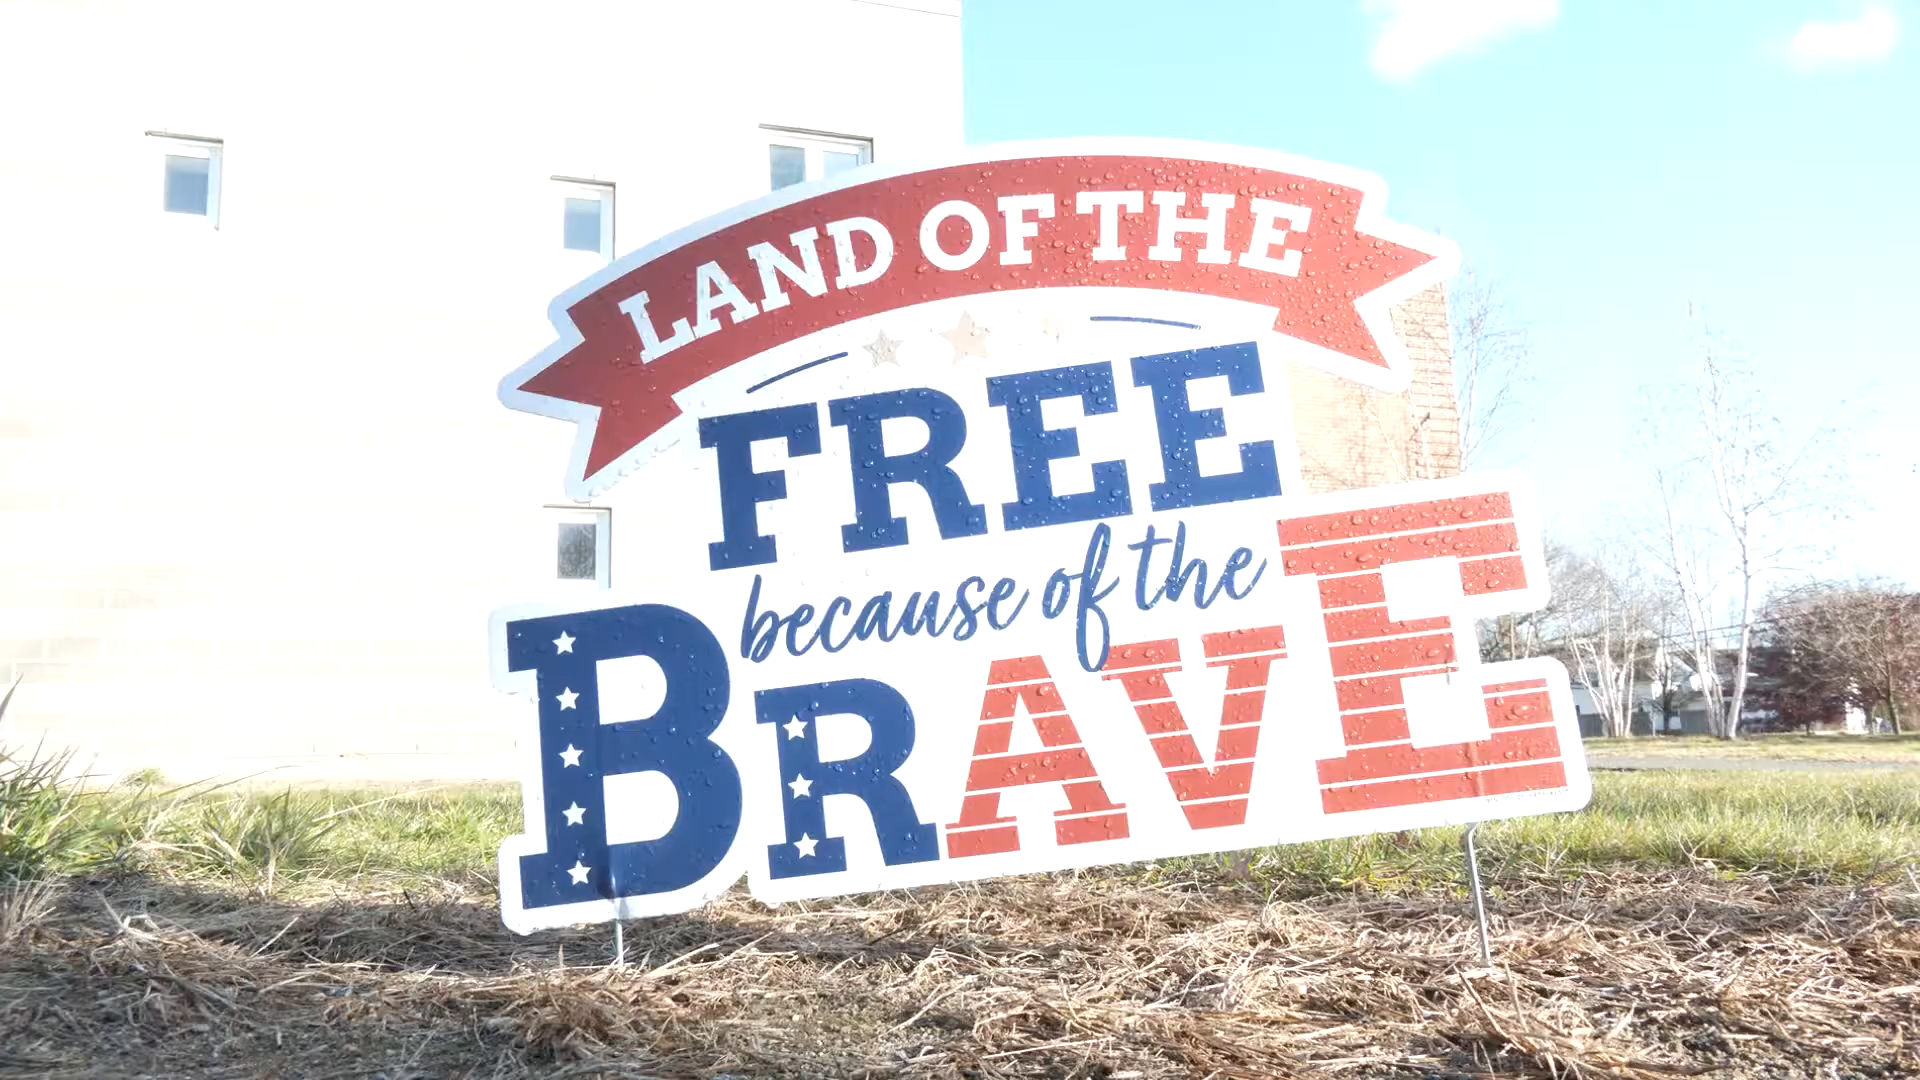 LAND OF THE
FREE
because of the
BRAVE